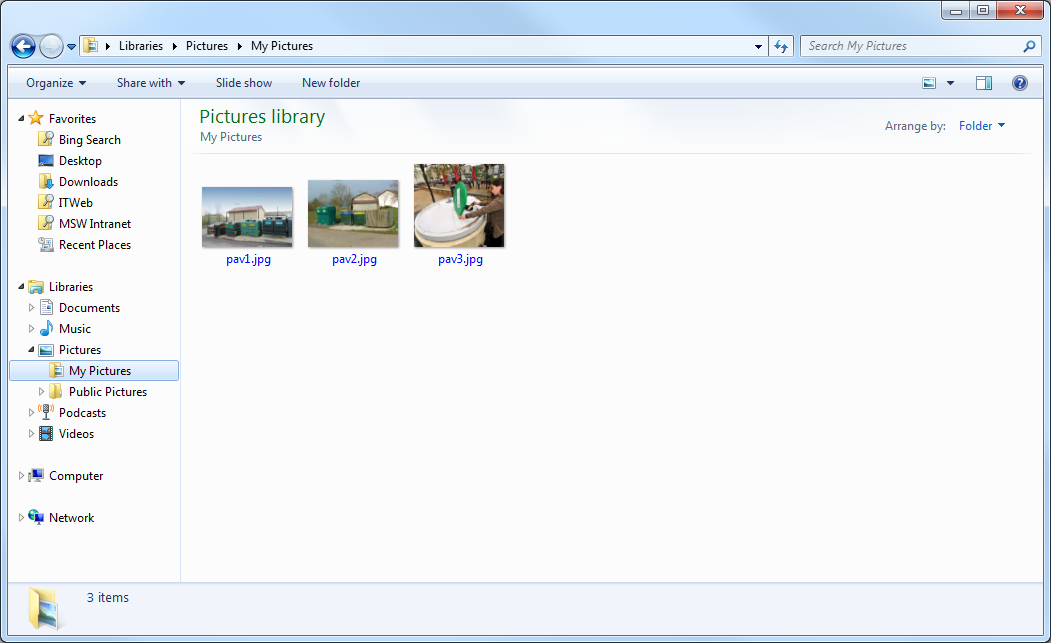 Libraries Pictures My Pictures
Search My Pictures
Organize Share with Slide show New folder
Favorites
Bing Search
Desktop
Downloads
ITWeb
MSW Intranet
Recent Places
Libraries
Documents
Music
Pictures
My Pictures
Public Pictures
Podcasts
Videos
Computer
Network
Pictures library
My Pictures
Arrange by: Folder
pav1.jpg
pav2.jpg
pav3.jpg
3 items